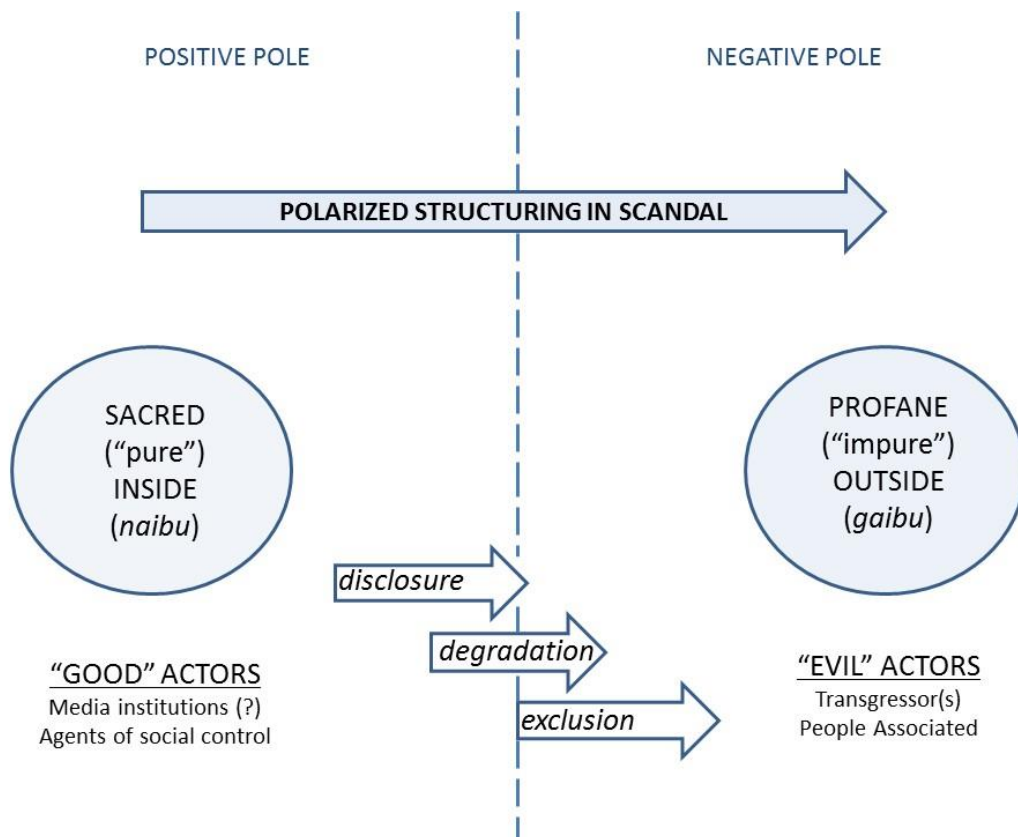 POSITIVE POLE
NEGATIVE POLE
POLARIZED STRUCTURING IN SCANDAL
SACRED
(“pure”)
INSIDE
(naibu)
PROFANE
(“impure”)
OUTSIDE
(gaibu)
disclosure
degradation
exclusion
“GOOD” ACTORS
Media institutions (?)
Agents of social control
“EVIL” ACTORS
Transgressor(s)
People Associated